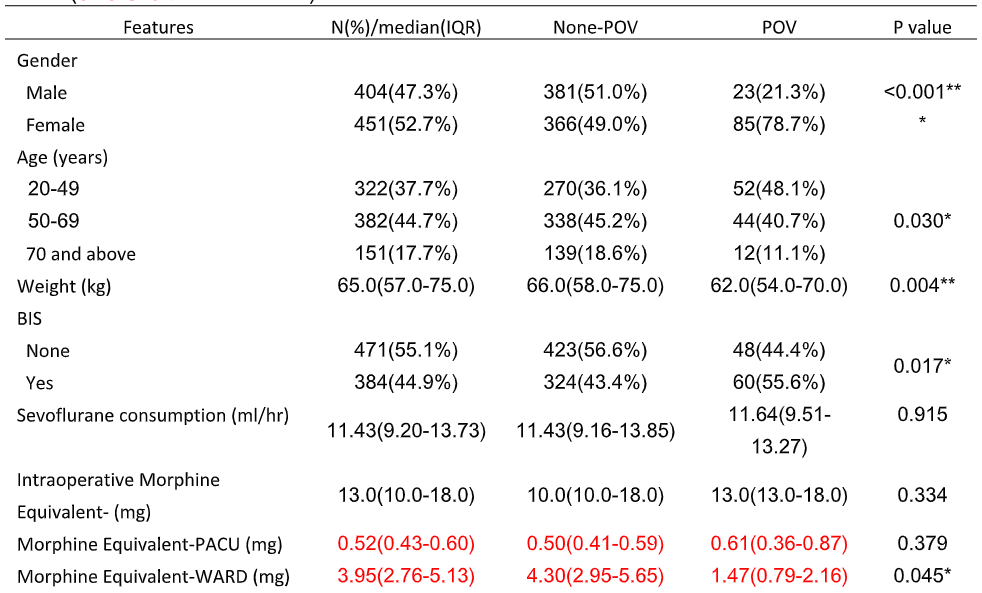 Features N(%)/median(IQR) None-POV POV P value
Gender
Male 404(47.3%) 381(51.0%) 23(21.3%) <0.001**
Female 451(52.7%) 366(49.0%) 85(78.7%) *
Age (years)
20-49 322(37.7%) 270(36.1%) 52(48.1%)
50-69 382(44.7%) 338(45.2%) 44(40.7%) 0.030*
70 and above 151(17.7%) 139(18.6%) 12(11.1%)
Weight (kg) 65.0(57.0-75.0) 66.0(58.0-75.0) 62.0(54.0-70.0) 0.004**
BIS
None 471(55.1%) 423(56.6%) 48(44.4%)
0.017*
Yes 384(44.9%) 324(43.4%) 60(55.6%)
Sevoflurane consumption (ml/hr) 11.43(9.20-13.73) 11.43(9.16-13.85) 11.64(9.51- 0.915
13.27)
Intraoperative Morphine
13.0(10.0-18.0) 10.0(10.0-18.0) 13.0(13.0-18.0) 0.334
Equivalent- (mg)
Morphine Equivalent-PACU (mg) 0.52(0.43-0.60) 0.50(0.41-0.59) 0.61(0.36-0.87) 0.379
Morphine Equivalent-WARD (mg) 3.95(2.76-5.13) 4.30(2.95-5.65) 1.47(0.79-2.16) 0.045*